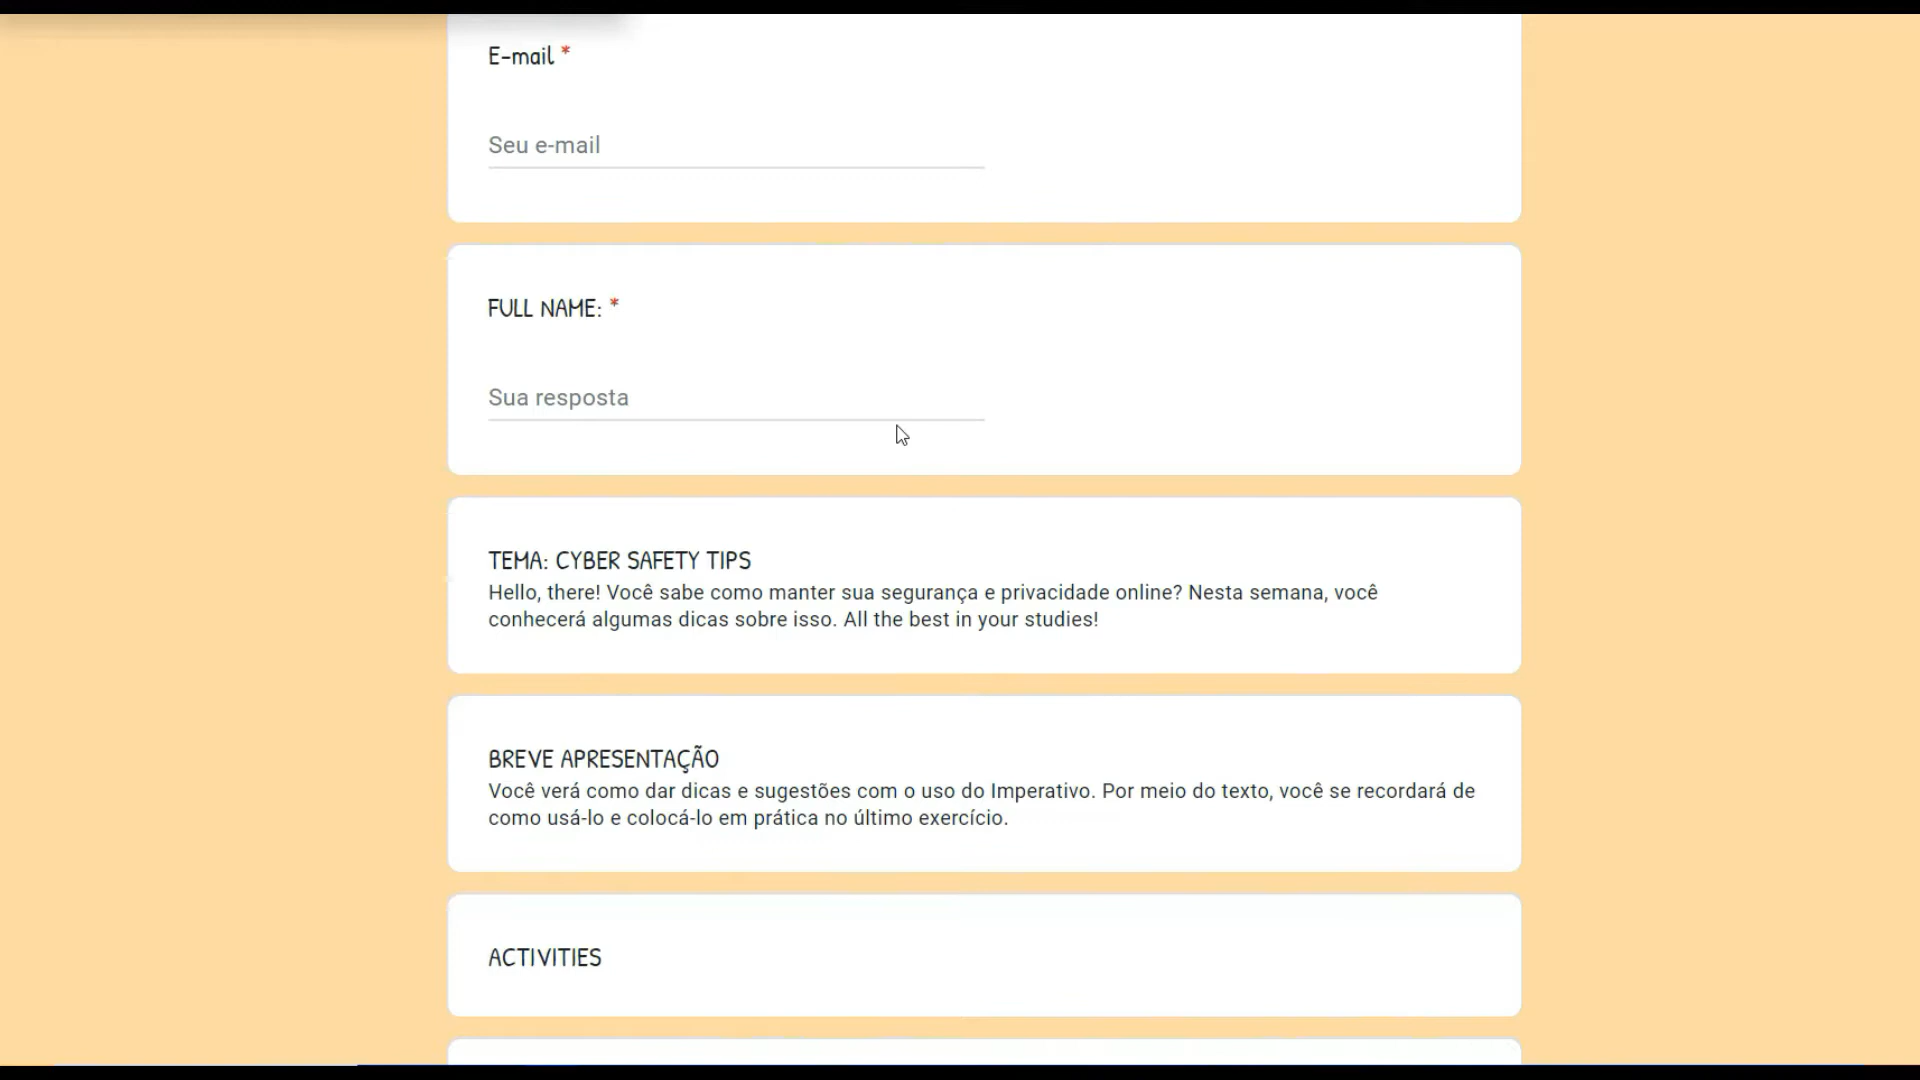 E-mail *
Seu e-mail
FULL NAME: *
Sua resposta
TEMA: CYBER SAFETY TIPS
Hello, there! Você sabe como manter sua segurança e privacidade online? Nesta semana, você
conhecerá algumas dicas sobre isso. All the best in your studies!
BREVE APRESENTAÇÃO
Você verá como dar dicas e sugestões com o uso do Imperativo. Por meio do texto, você se recordará de
como usá-lo e colocá-lo em prática no último exercício.
ACTIVITIES